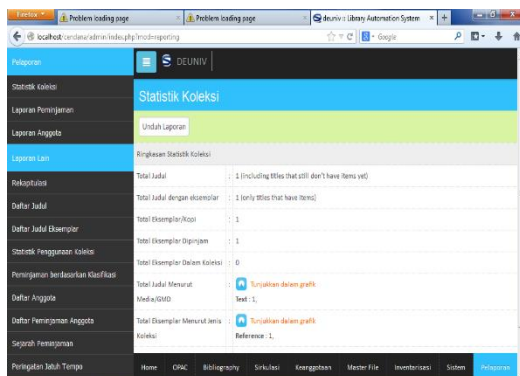 Firefox
Problem loading page
Problem loading page
deuniv :: Library Automation System
localhost/cendana/admin/index.php?mod=reporting
Google
Pelaporan
DEUNIV
Statistik Koleksi
Laporan Peminjaman
Laporan Anggota
Laporan Lain
Rekapitulasi
Daftar Judul
Daftar Judul Eksemplar
Statistik Penggunaan Koleksi
Peminjaman berdasarkan Klasifikasi
Daftar Anggota
Daftar Peminjaman Anggota
Sejarah Peminjaman
Peringatan Jatuh Tempo
Statistik Koleksi
Unduh Laporan
Ringkasan Statistik Koleksi
Total Judul : 1 (including titles that still don't have items yet)
Total Judul dengan eksemplar : 1 (only titles that have items)
Total Eksemplar/Kopi : 1
Total Eksemplar Dipinjam : 1
Total Eksemplar Dalam Koleksi : 0
Total Judul Menurut : Tunjukkan dalam grafik
Media/GMD Text : 1,
Total Eksemplar Menurut Jenis : Tunjukkan dalam grafik
Koleksi Reference : 1,
Home OPAC Bibliography Sirkulasi Keanggotaan Master File Inventarisasi Sistem Pelaporan